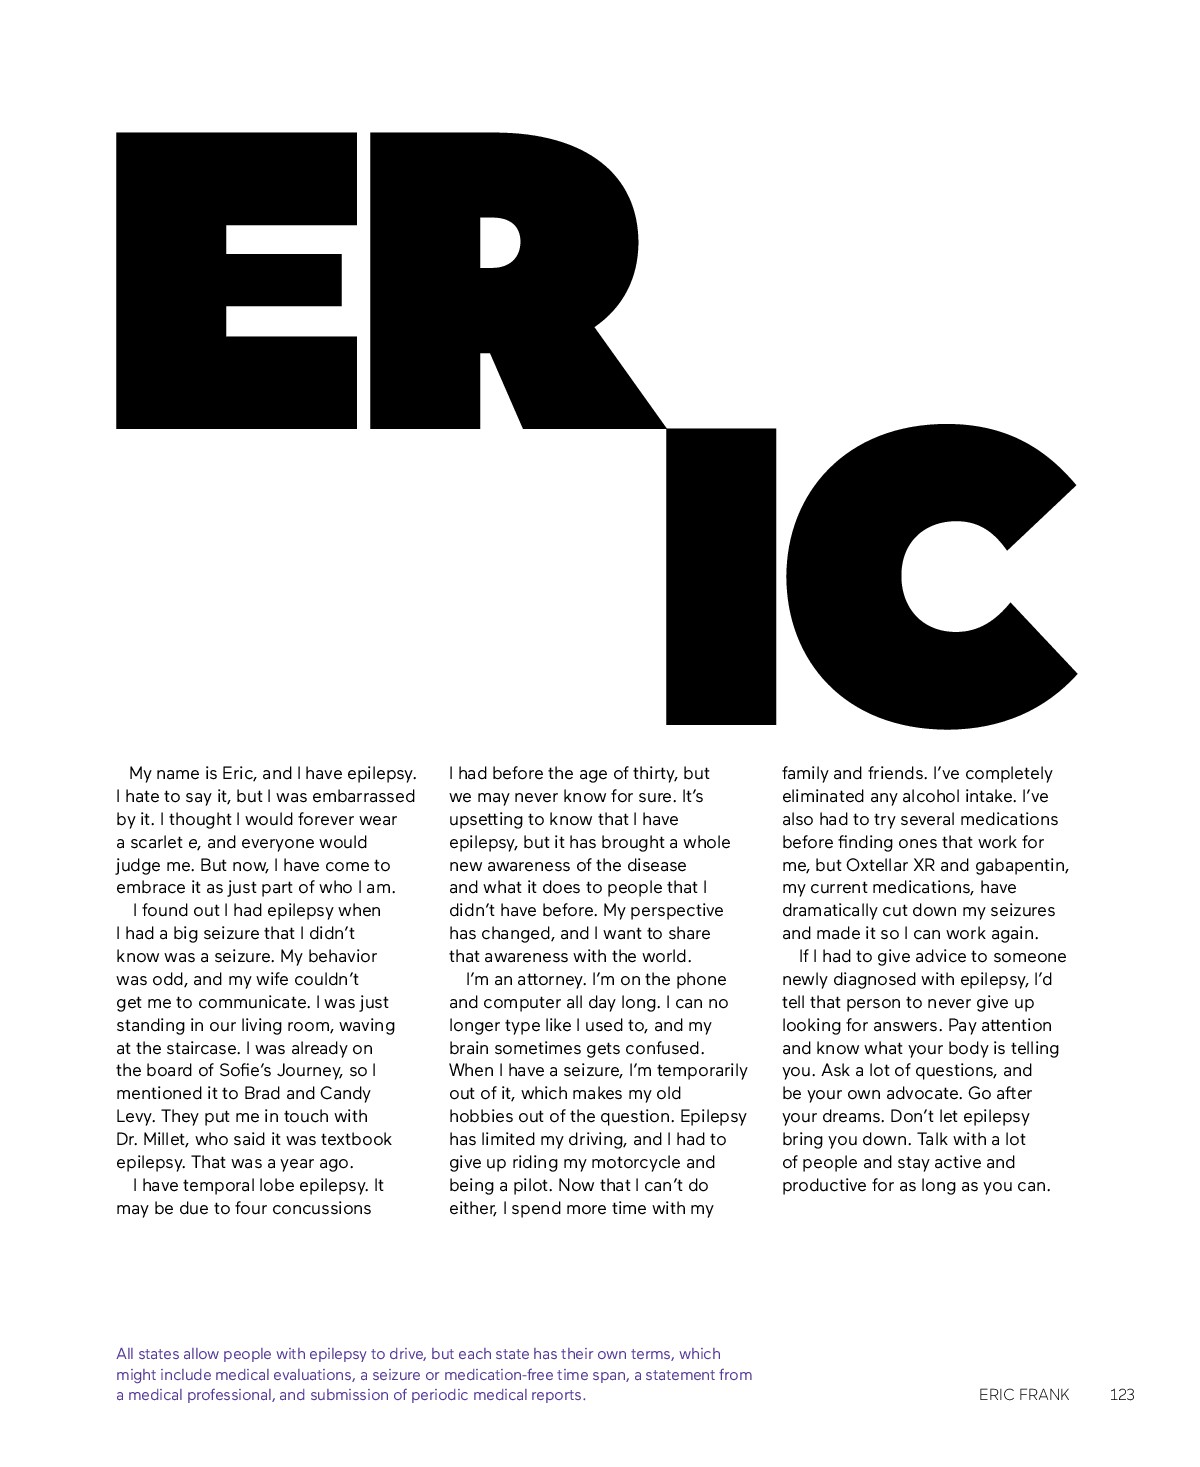 ER
IC
My name is Eric, and I have epilepsy.
I hate to say it, but I was embarrassed
by it. I thought I would forever wear
a scarlet e, and everyone would
judge me. But now, I have come to
embrace it as just part of who I am.
I found out I had epilepsy when
I had a big seizure that I didn’t
know was a seizure. My behavior
was odd, and my wife couldn’t
get me to communicate. I was just
standing in our living room, waving
at the staircase. I was already on
the board of Sofie’s Journey, so I
mentioned it to Brad and Candy
Levy. They put me in touch with
Dr. Millet, who said it was textbook
epilepsy. That was a year ago.
I have temporal lobe epilepsy. It
may be due to four concussions
I had before the age of thirty, but
we may never know for sure. It’s
upsetting to know that I have
epilepsy, but it has brought a whole
new awareness of the disease
and what it does to people that I
didn’t have before. My perspective
has changed, and I want to share
that awareness with the world.
I’m an attorney. I’m on the phone
and computer all day long. I can no
longer type like I used to, and my
brain sometimes gets confused.
When I have a seizure, I’m temporarily
out of it, which makes my old
hobbies out of the question. Epilepsy
has limited my driving, and I had to
give up riding my motorcycle and
being a pilot. Now that I can’t do
either, I spend more time with my
family and friends. I’ve completely
eliminated any alcohol intake. I’ve
also had to try several medications
before finding ones that work for
me, but Oxtellar XR and gabapentin,
my current medications, have
dramatically cut down my seizures
and made it so I can work again.
If I had to give advice to someone
newly diagnosed with epilepsy, I’d
tell that person to never give up
looking for answers. Pay attention
and know what your body is telling
you. Ask a lot of questions, and
be your own advocate. Go after
your dreams. Don’t let epilepsy
bring you down. Talk with a lot
of people and stay active and
productive for as long as you can.
All states allow people with epilepsy to drive, but each state has their own terms, which
might include medical evaluations, a seizure or medication-free time span, a statement from
a medical professional, and submission of periodic medical reports.
ERIC FRANK 123